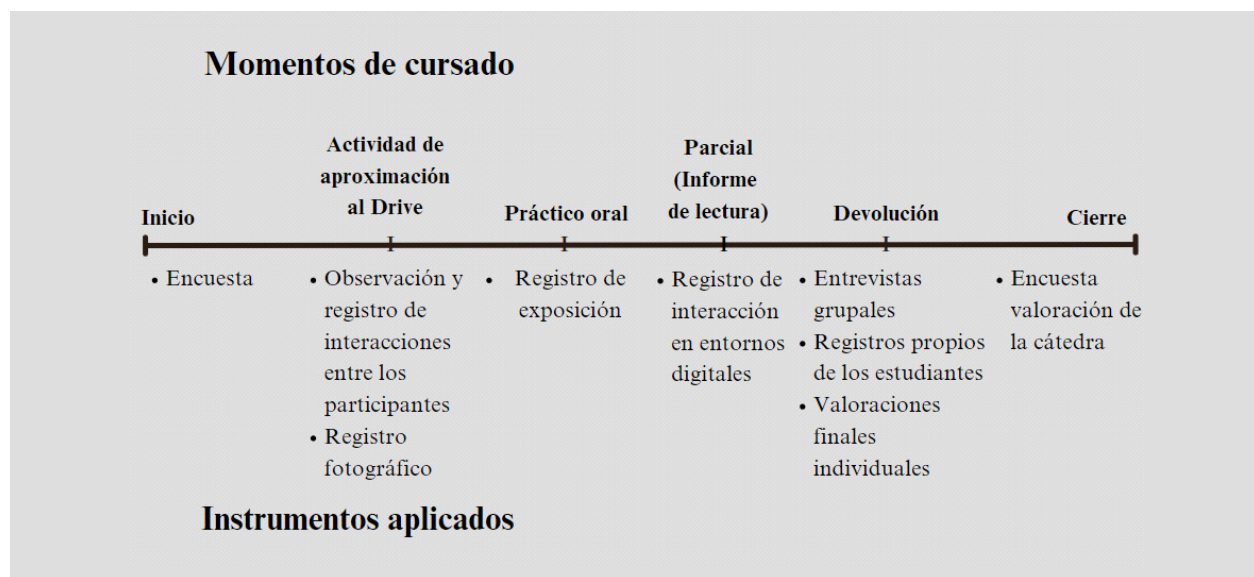 Momentos de cursado
Inicio
Actividad de
aproximación
al Drive
Práctico oral
Parcial
(Informe
de lectura)
Devolución
Cierre
• Encuesta
• Observación y
registro de
interacciones
entre los
participantes
• Registro
fotográfico
• Registro de
exposición
• Registro de
interacción
en entornos
digitales
• Entrevistas
grupales
• Registros propios
de los estudiantes
• Valoraciones
finales
individuales
• Encuesta
valoración de
la cátedra
Instrumentos aplicados